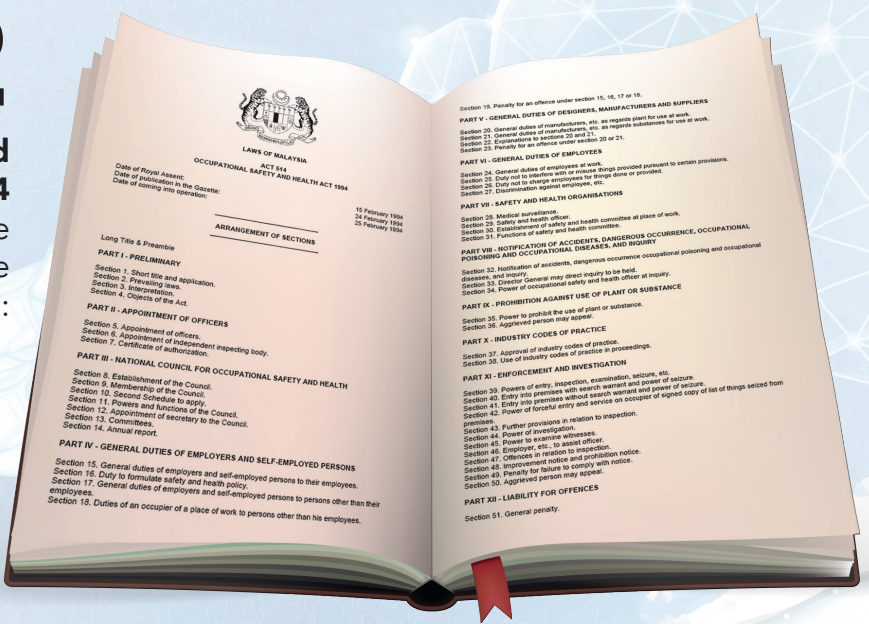 )
d
4
e
e
:
LAWS OF MALAYSIA
ACT 514
OCCUPATIONAL SAFETY AND HEALTH ACT 1994
Date of Royal Assent:
Date of publication in the Gazette:
Date of coming into operation:
15 February 1994
24 February 1994
25 February 1994
ARRANGEMENT OF SECTIONS
Long Title & Preamble
PART I - PRELIMINARY
Section 1. Short title and application.
Section 2. Prevailing laws.
Section 3. Interpretation.
Section 4. Objects of the Act.
PART II - APPOINTMENT OF OFFICERS
Section 5. Appointment of officers.
Section 6. Appointment of independent inspecting body.
Section 7. Certificate of authorization.
PART III - NATIONAL COUNCIL FOR OCCUPATIONAL SAFETY AND HEALTH
Section 8. Establishment of the Council.
Section 9. Membership of the Council.
Section 10. Second Schedule to apply.
Section 11. Powers and functions of the Council.
Section 12. Appointment of secretary to the Council.
Section 13. Committees.
Section 14. Annual report.
PART IV - GENERAL DUTIES OF EMPLOYERS AND SELF-EMPLOYED PERSONS
Section 15. General duties of employers and self-employed persons to their employees.
Section 16. Duty to formulate safety and health policy.
Section 17. General duties of employers and self-employed persons to persons other than their
employees.
Section 18. Duties of an occupier of a place of work to persons other than his employees.
Section 19. Penalty for an offence under section 15, 16, 17 or 18.
PART V - GENERAL DUTIES OF DESIGNERS, MANUFACTURERS AND SUPPLIERS
Section 20. General duties of manufacturers, etc. as regards plant for use at work.
Section 21. General duties of manufacturers, etc. as regards substances for use at work.
Section 22. Explanations to sections 20 and 21.
Section 23. Penalty for an offence under section 20 or 21.
PART VI - GENERAL DUTIES OF EMPLOYEES
Section 24. General duties of employees at work.
Section 25. Duty not to interfere with or misuse things provided pursuant to certain provisions.
Section 26. Duty not to charge employees for things done or provided.
Section 27. Discrimination against employee, etc.
PART VII - SAFETY AND HEALTH ORGANISATIONS
Section 28. Medical surveillance.
Section 29. Safety and health officer.
Section 30. Establishment of safety and health committee at place of work.
Section 31. Functions of safety and health committee.
PART VIII - NOTIFICATION OF ACCIDENTS, DANGEROUS OCCURRENCE, OCCUPATIONAL
POISONING AND OCCUPATIONAL DISEASES, AND INQUIRY
Section 32. Notification of accidents, dangerous occurrence occupational poisoning and occupational
diseases, and inquiry.
Section 33. Director General may direct inquiry to be held.
Section 34. Power of occupational safety and health officer at inquiry.
PART IX - PROHIBITION AGAINST USE OF PLANT OR SUBSTANCE
Section 35. Power to prohibit the use of plant or substance.
Section 36. Aggrieved person may appeal.
PART X - INDUSTRY CODES OF PRACTICE
Section 37. Approval of industry codes of practice.
Section 38. Use of industry codes of practice in proceedings.
PART XI - ENFORCEMENT AND INVESTIGATION
Section 39. Powers of entry, inspection, examination, seizure, etc.
Section 40. Entry into premises with search warrant and power of seizure.
Section 41. Entry into premises without search warrant and power of seizure.
Section 42. Power of forceful entry and service on occupier of signed copy of list of things seized from
premises.
Section 43. Further provisions in relation to inspection.
Section 44. Power of investigation.
Section 45. Power to examine witnesses.
Section 46. Employer, etc., to assist officer.
Section 47. Offences in relation to inspection.
Section 48. Improvement notice and prohibition notice.
Section 49. Penalty for failure to comply with notice.
Section 50. Aggrieved person may appeal.
PART XII - LIABILITY FOR OFFENCES
Section 51. General penalty.